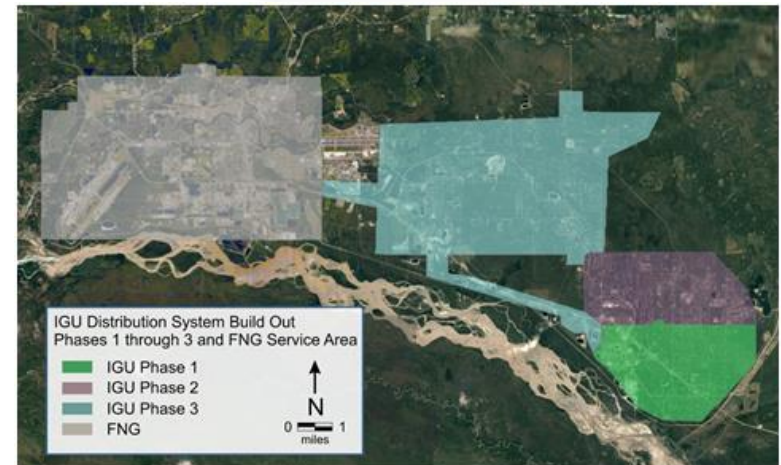 IGU Distribution System Build Out
Phases 1 through 3 and FNG Service Area
IGU Phase 1
IGU Phase 2
IGU Phase 3
FNG
N
0 1
miles